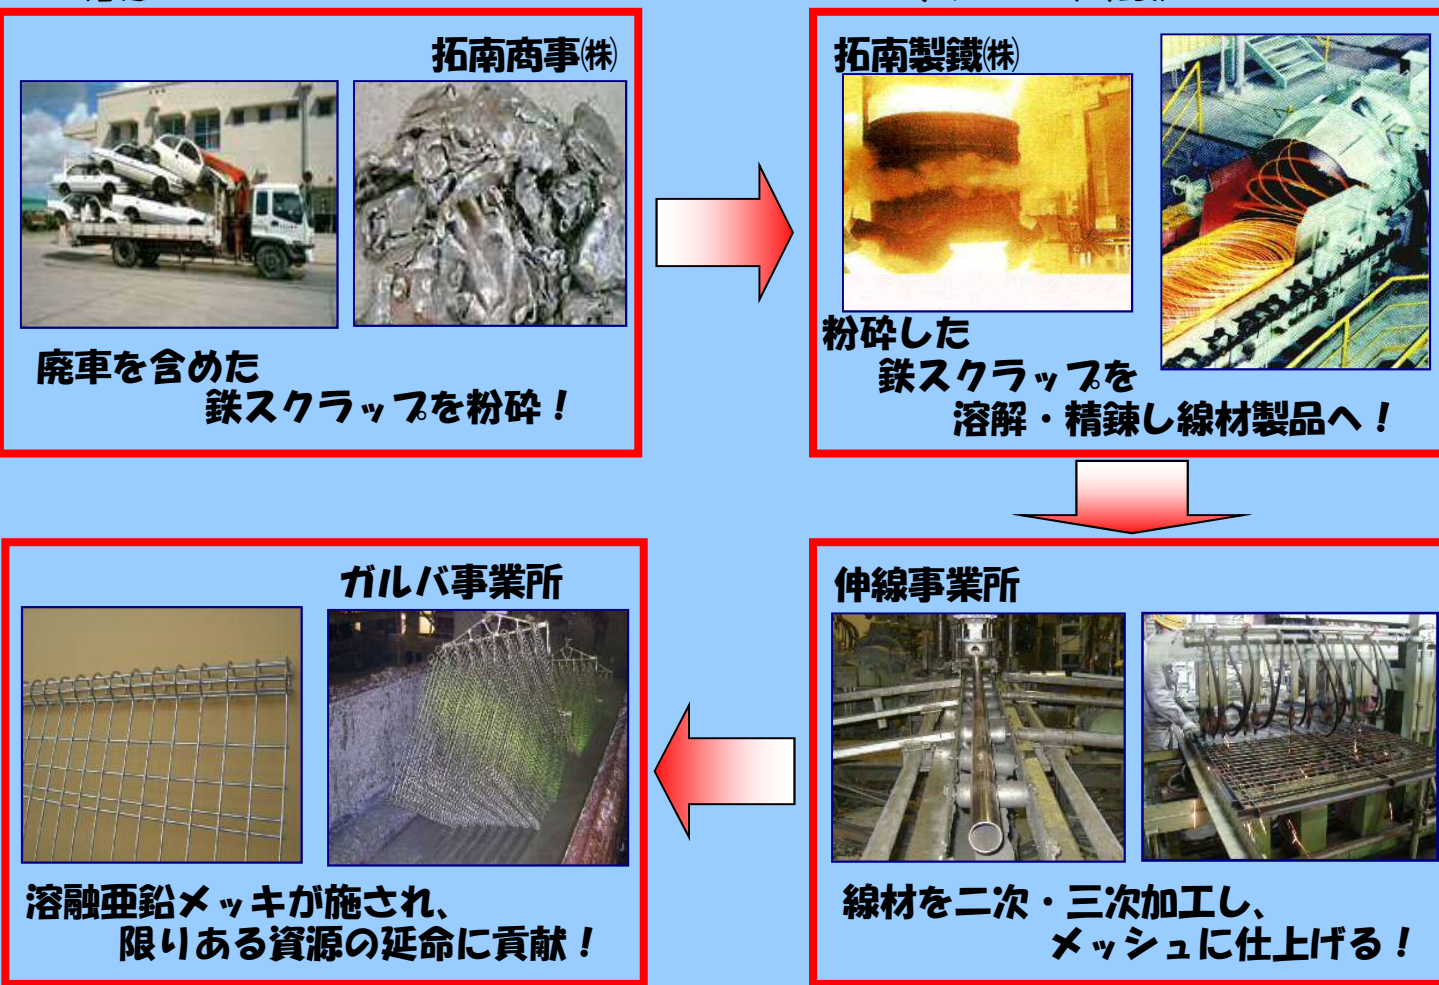 拓南商事㈱
廃車を含めた
鉄スクラップを粉砕！
拓南製鐵㈱
粉砕した
鉄スクラップを
溶解・精錬し線材製品へ！
伸線事業所
線材を二次・三次加工し、
メッシュに仕上げる！
ガルバ事業所
溶融亜鉛メッキが施され、
限りある資源の延命に貢献！